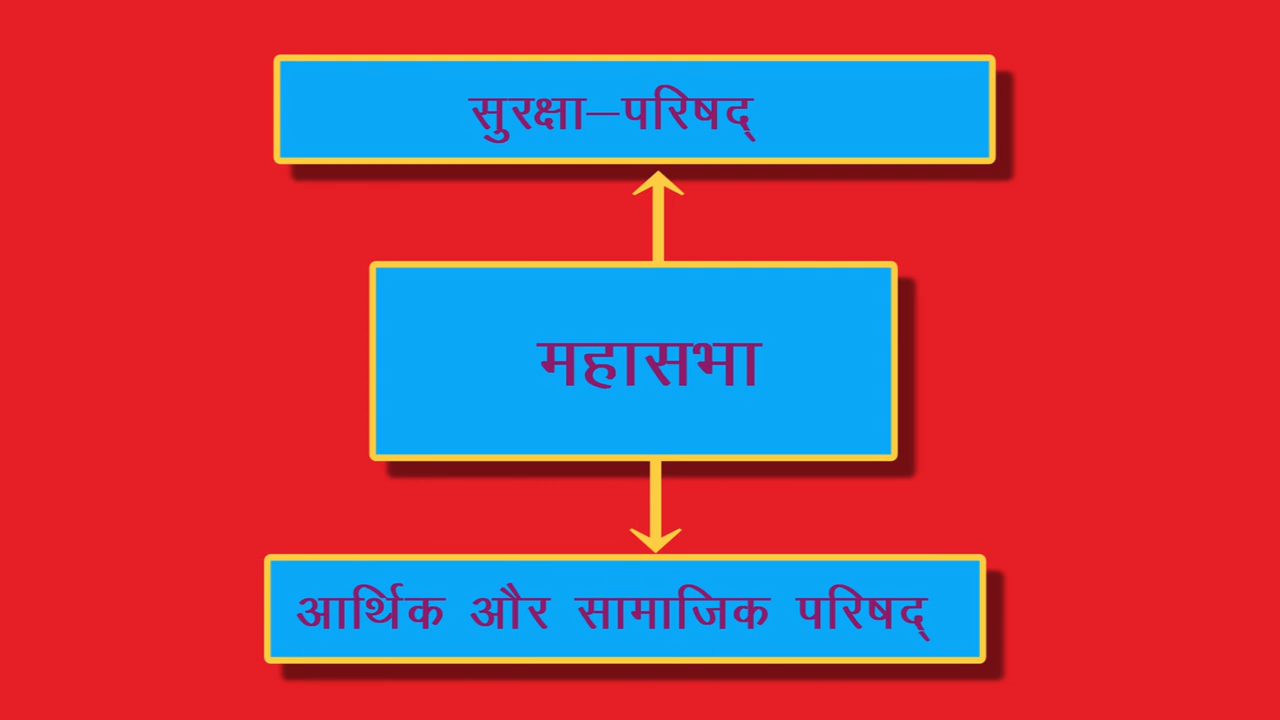 सुरक्षा–परिषद्
महासभा
आर्थिक और सामाजिक परिषद्